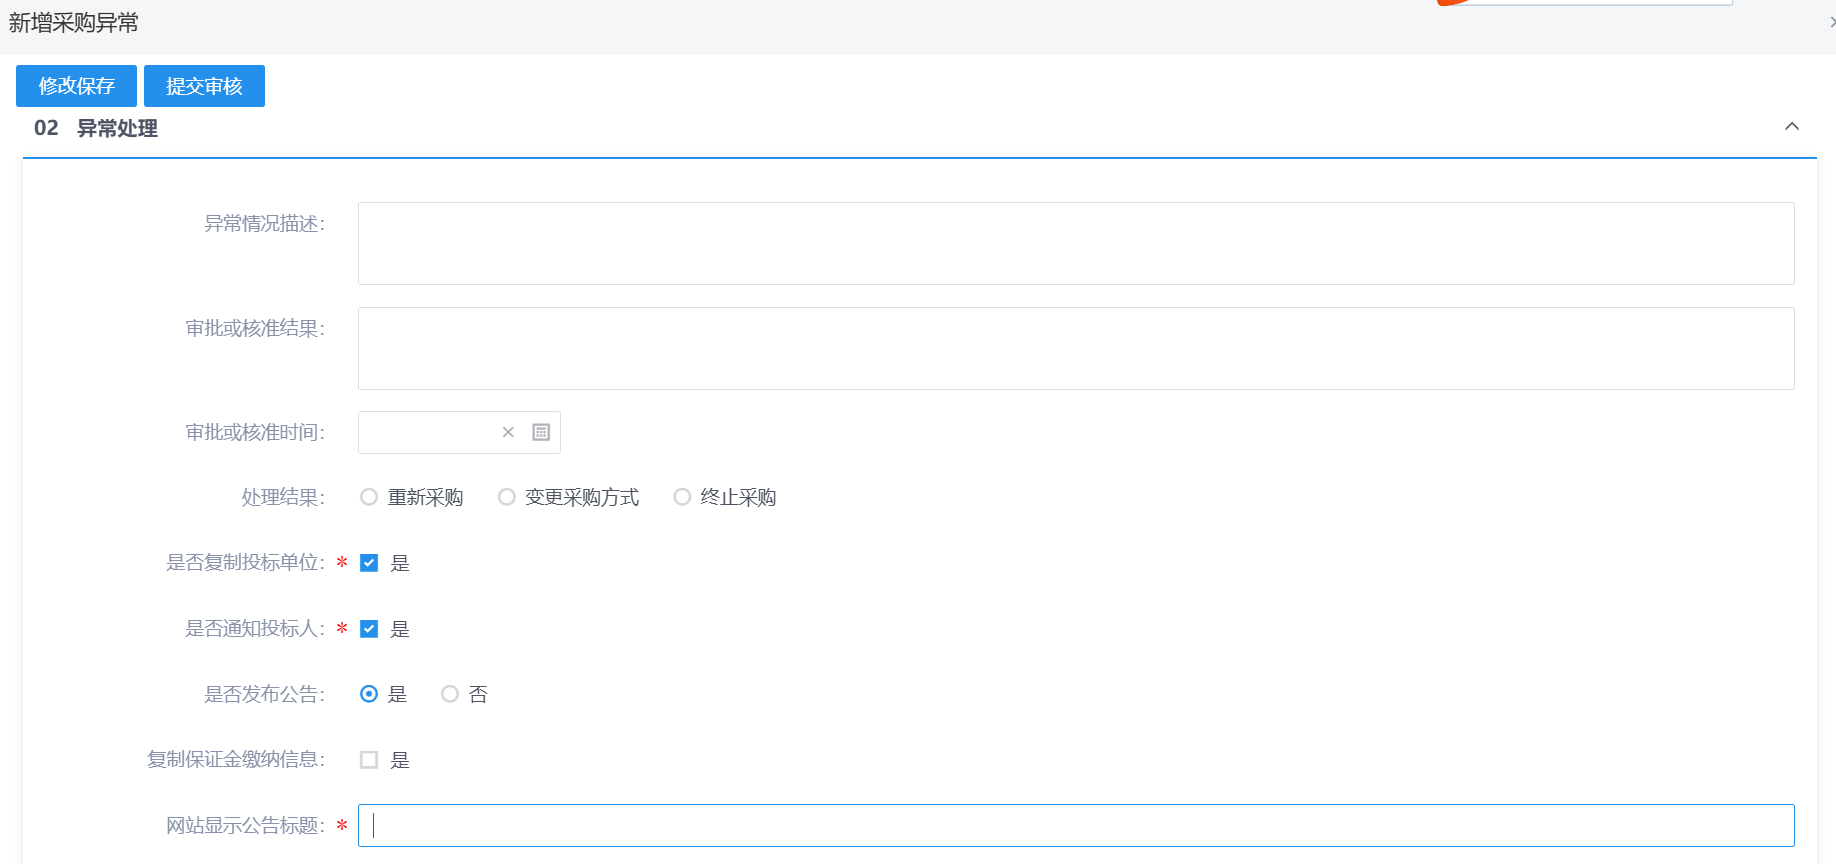 新增采购异常
修改保存 提交审核
02 异常处理
异常情况描述：
审批或核准结果：
审批或核准时间：
处理结果： 重新采购 变更采购方式 终止采购
是否复制投标单位：* 是
是否通知投标人：* 是
是否发布公告： 是 否
复制保证金缴纳信息： 是
网站显示公告标题：*